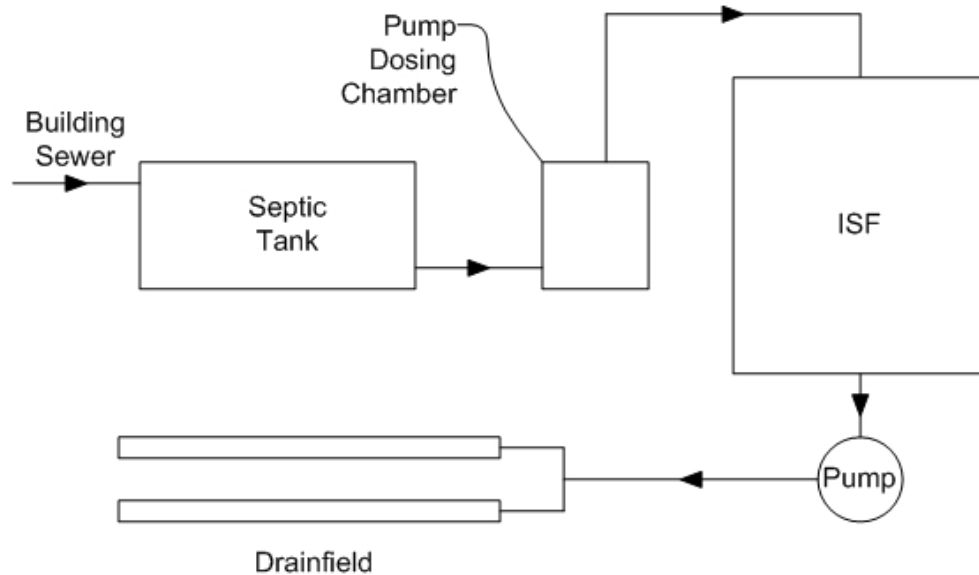 Pump
Dosing
Chamber
Building
Sewer
Septic
Tank
ISF
Pump
Drainfield